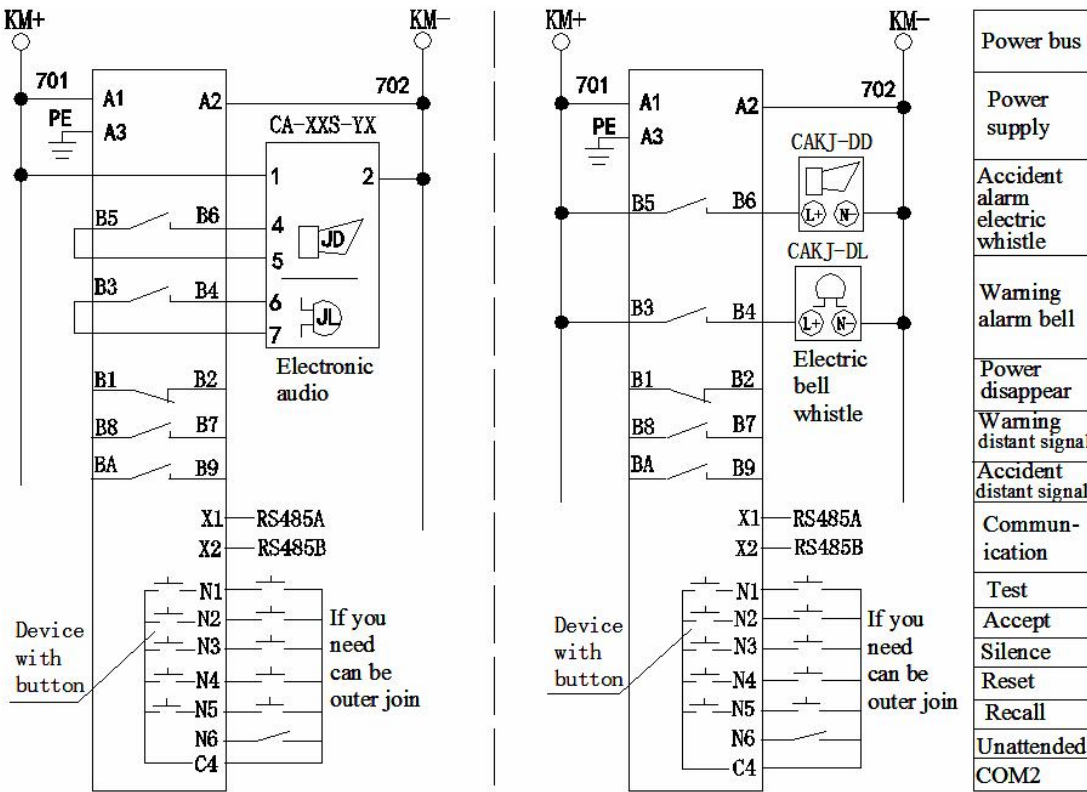 KM+
KM-
701
702
A1
A2
PE
A3
CA-XXS-YX
1
2
B5
B6
4
JD
5
B3
B4
6
JL
7
Electronic
audio
B1
B2
B8
B7
BA
B9
X1
RS485A
X2
RS485B
N1
N2
N3
N4
N5
N6
C4
Device
with
button
If you
need
can be
outer join
KM+
KM-
701
702
A1
A2
PE
A3
CAKJ-DD
B5
B6
L+
N-
CAKJ-DL
B3
B4
L+
N-
Electric
bell
whistle
B1
B2
B8
B7
BA
B9
X1
RS485A
X2
RS485B
N1
N2
N3
N4
N5
N6
C4
Device
with
button
If you
need
can be
outer join
Power bus
Power
supply
Accident
alarm
electric
whistle
Warning
alarm bell
Power
disappear
Warning
distant signal
Accident
distant signal
Commun-
ication
Test
Accept
Silence
Reset
Recall
Unattended
COM2